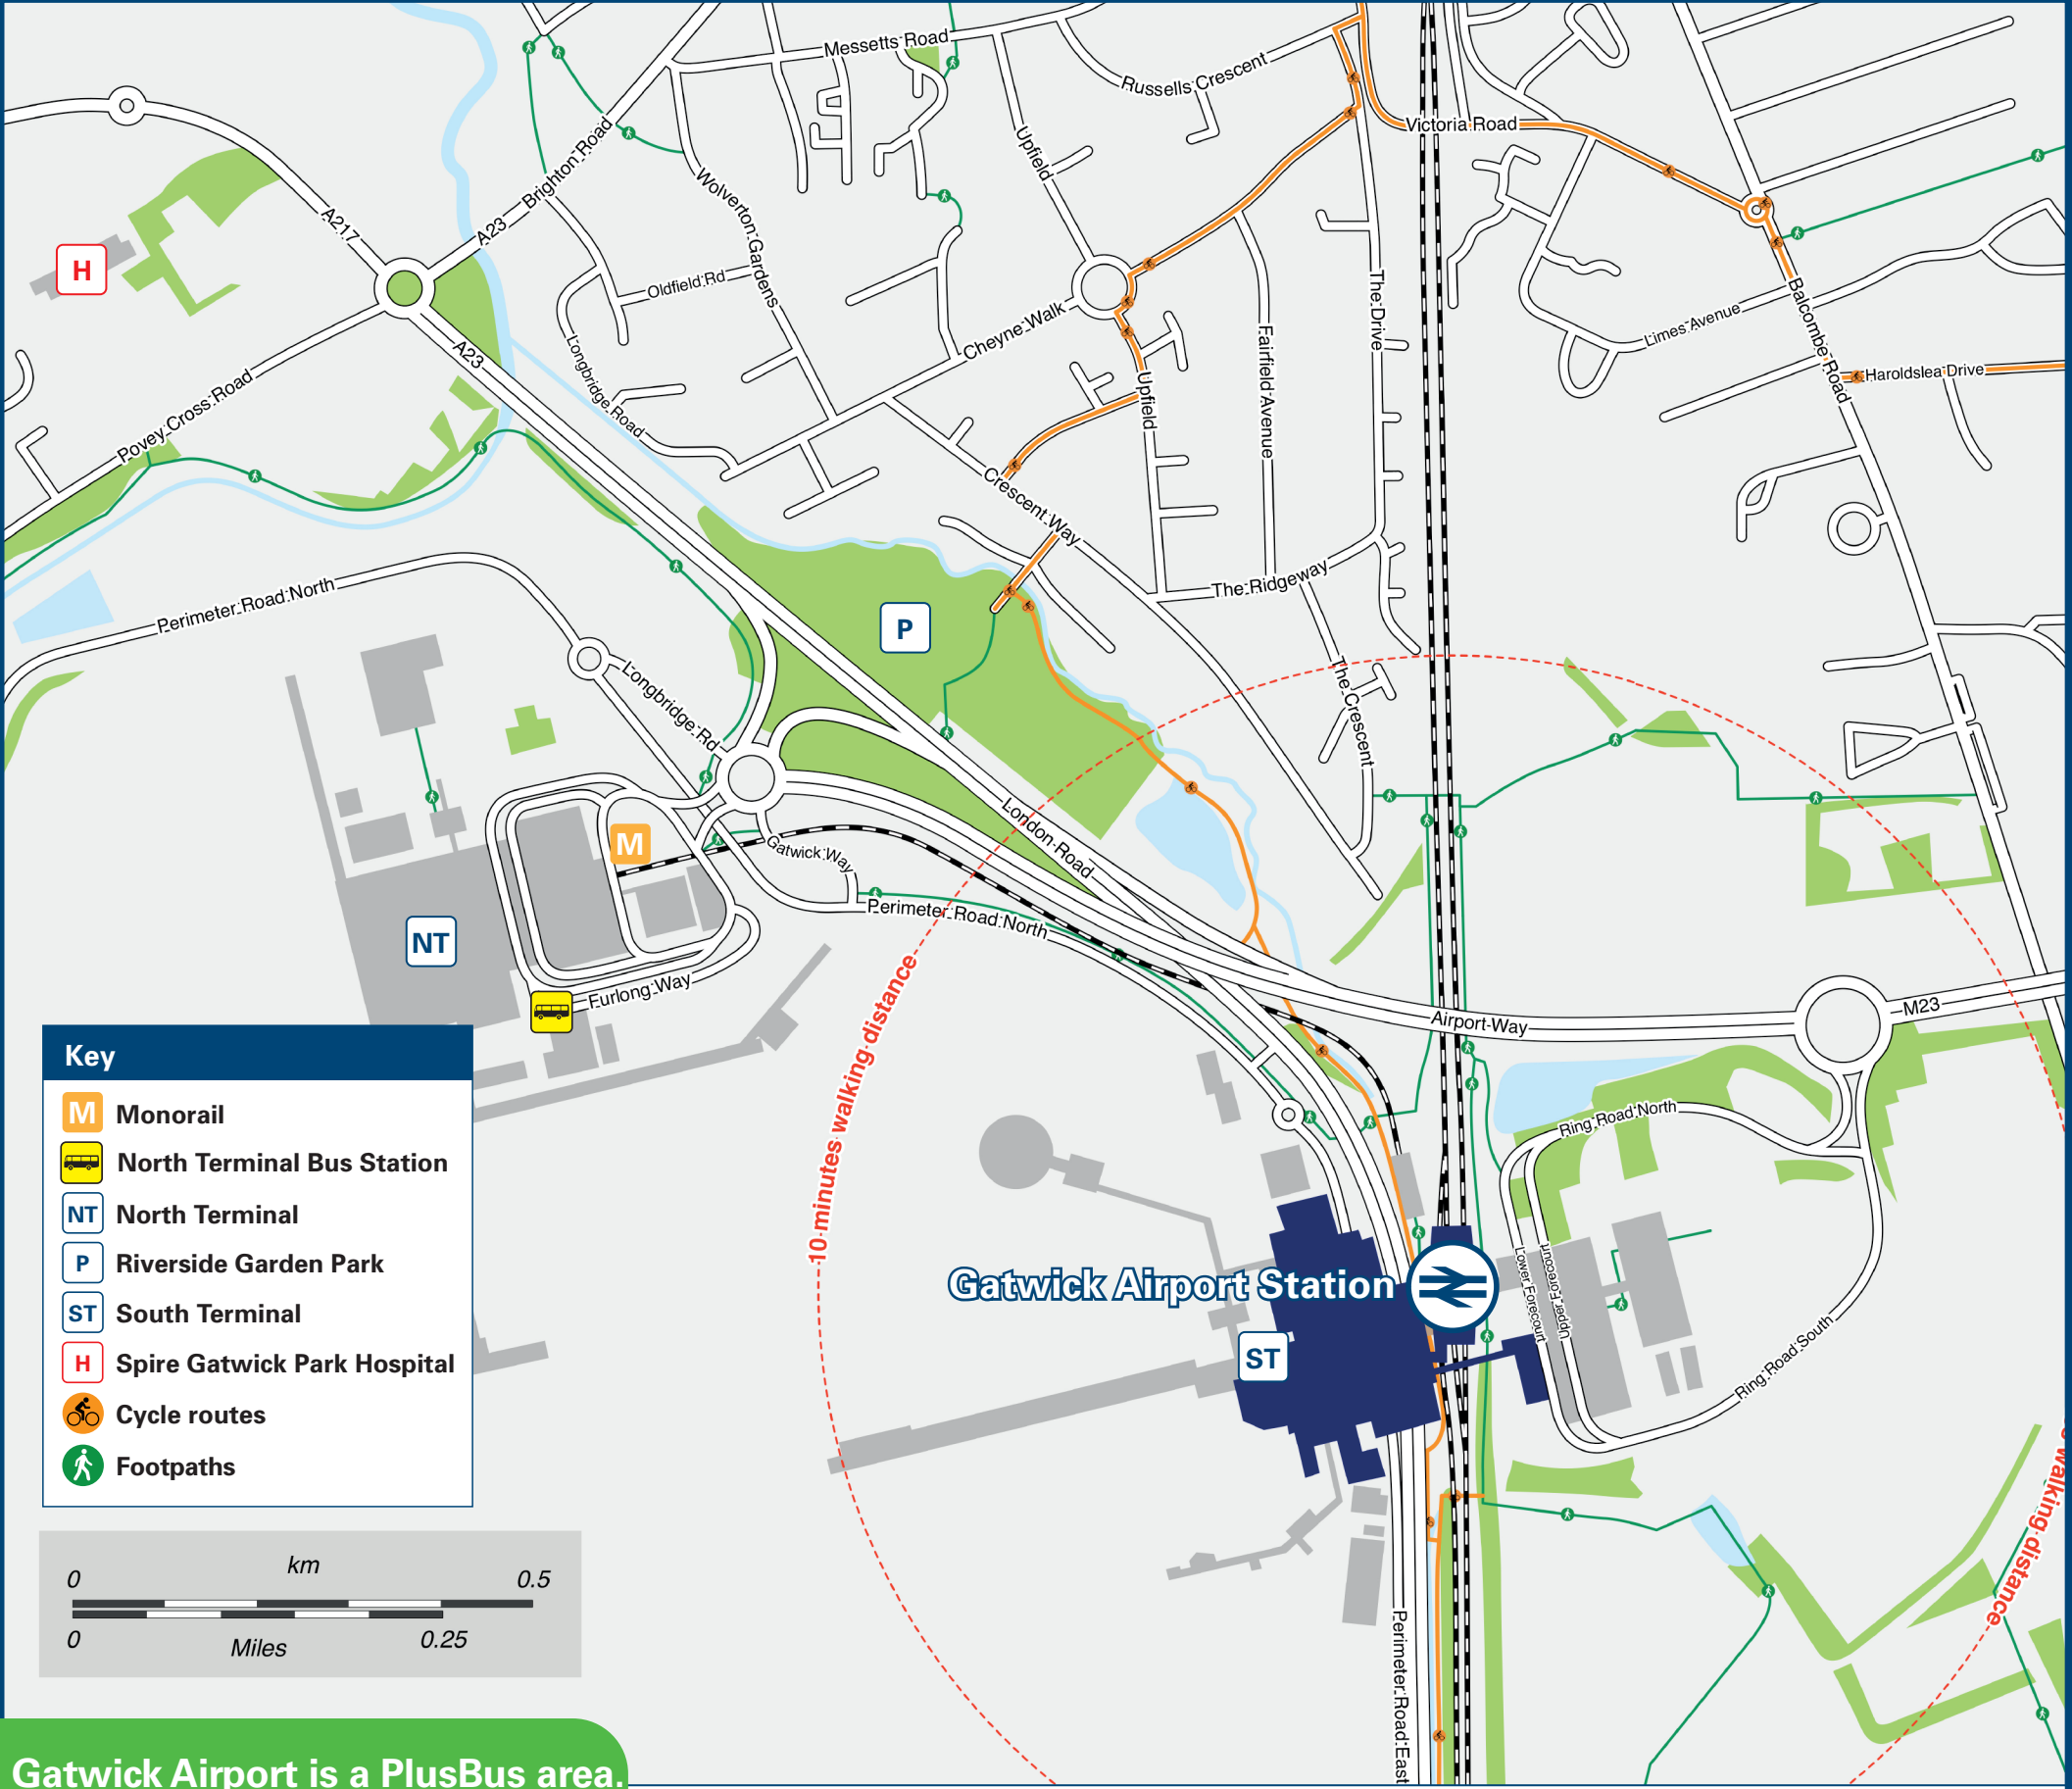 Messetts Road
Russells Crescent
Victoria Road
Upfield
Brighton Road
A23
A217
Wolverton Gardens
H
Oldfield Rd
Cheyne Walk
The Drive
Fairfield Avenue
Limes Avenue
Balcombe Road
Haroldslea Drive
A23
Longbridge Road
Upfield
Povey Cross Road
Crescent Way
The Ridgeway
Perimeter Road North
P
Longbridge Rd
The Crescent
London Road
M
Gatwick Way
Perimeter Road North
NT
Furlong Way
10 minutes walking distance
Airport Way
M23
Ring Road North
Lower Forecourt
Upper Forecourt
Gatwick Airport Station
ST
Ring Road South
walking distance
Perimeter Road East
Key
M Monorail
North Terminal Bus Station
NT North Terminal
P Riverside Garden Park
ST South Terminal
H Spire Gatwick Park Hospital
Cycle routes
Footpaths
km
0 0.5
0 0.25
Miles
Gatwick Airport is a PlusBus area.